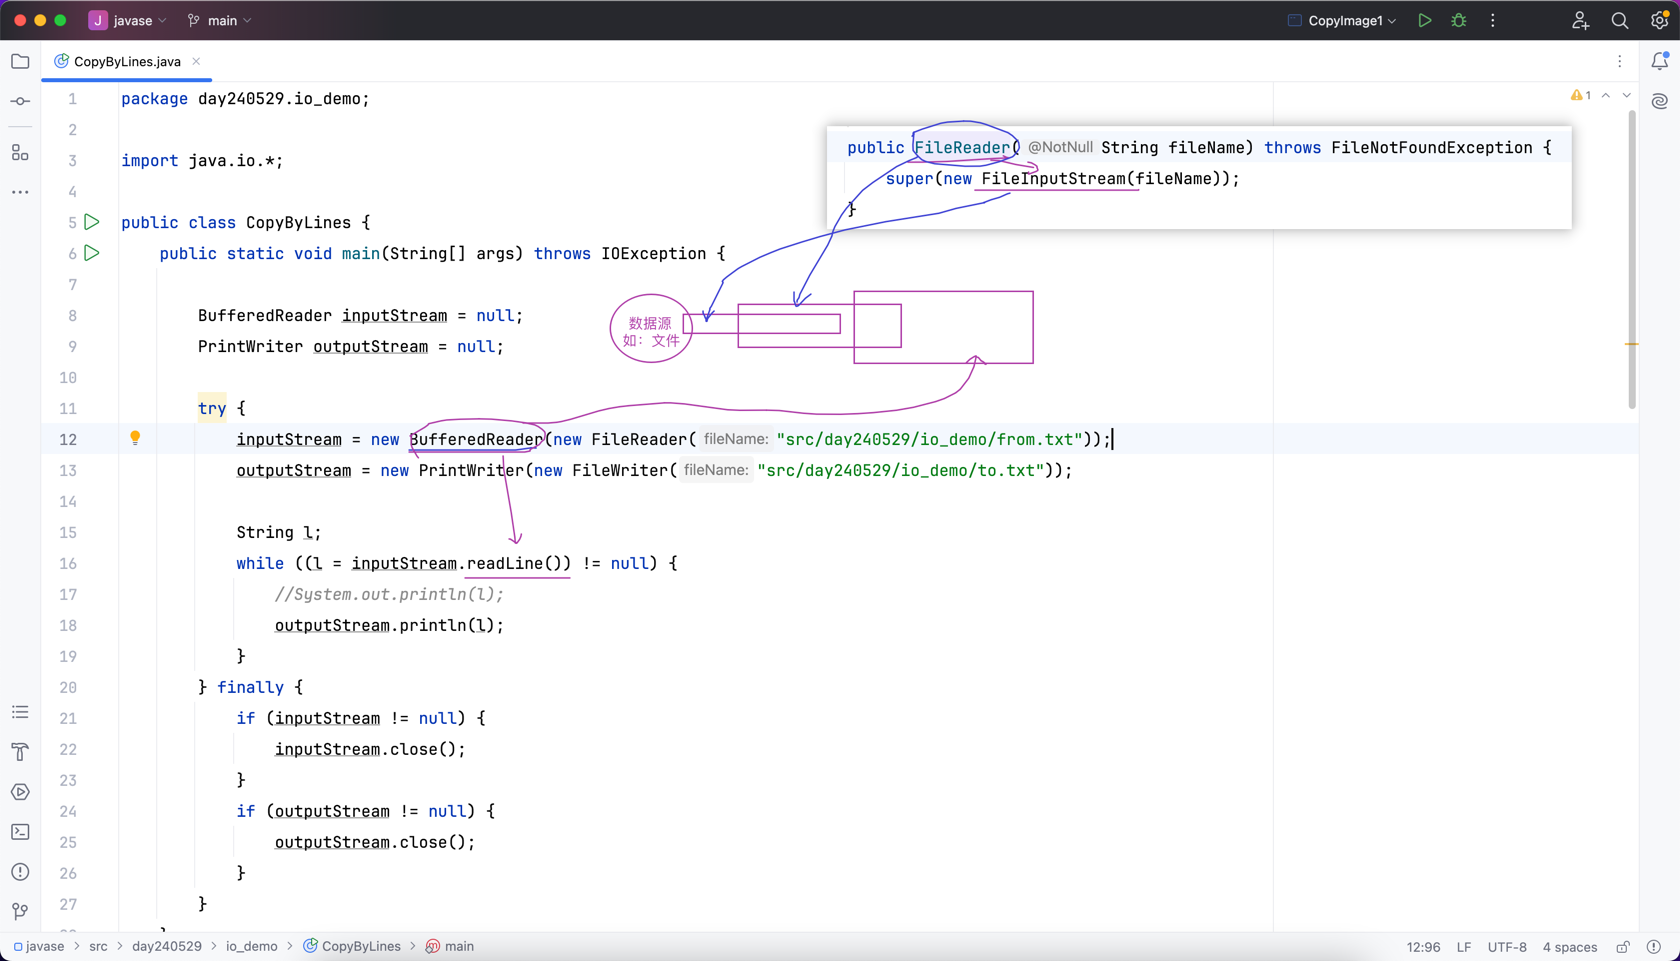 J javase main CopyImage1
CopyByLines.java
1 package day240529.io_demo;
2
3 import java.io.*;
4
5 public class CopyByLines {
6 public static void main(String[] args) throws IOException {
7
8 BufferedReader inputStream = null;
9 PrintWriter outputStream = null;
10
11 try {
12 inputStream = new BufferedReader(new FileReader( fileName: "src/day240529/io_demo/from.txt"));
13 outputStream = new PrintWriter(new FileWriter( fileName: "src/day240529/io_demo/to.txt"));
14
15 String l;
16 while ((l = inputStream.readLine()) != null) {
17 //System.out.println(l);
18 outputStream.println(l);
19 }
20 } finally {
21 if (inputStream != null) {
22 inputStream.close();
23 }
24 if (outputStream != null) {
25 outputStream.close();
26 }
27 }
1
public FileReader( @NotNull String fileName) throws FileNotFoundException {
super(new FileInputStream(fileName));
}
数据源
如：文件
javase > src > day240529 > io_demo > CopyByLines > main
12:96 LF UTF-8 4 spaces